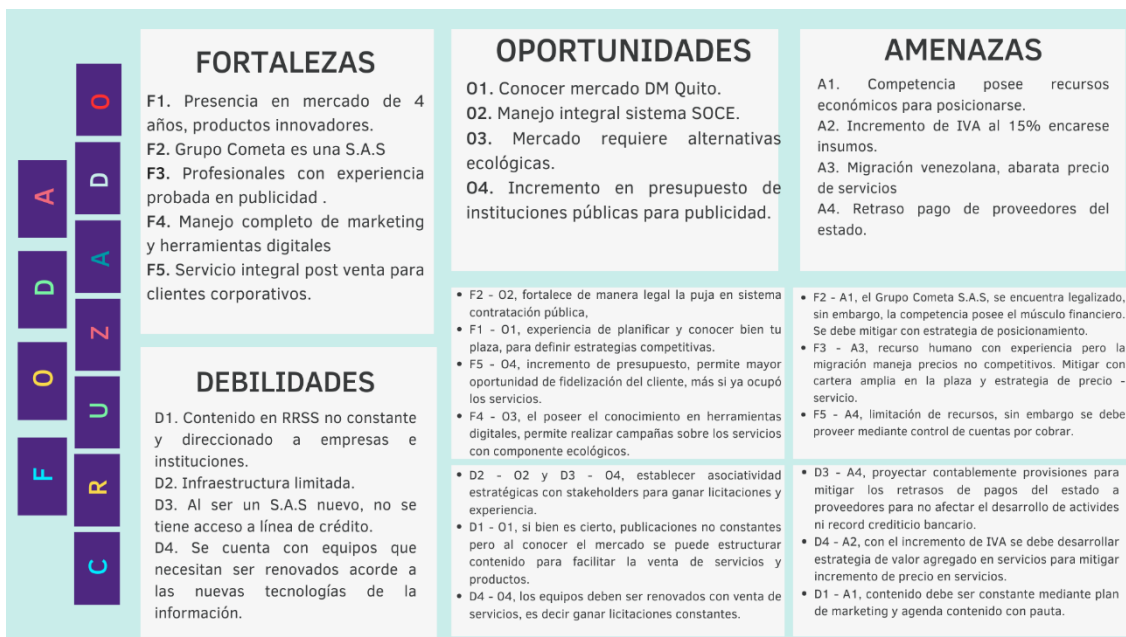 FODA
CRUZADO
FORTALEZAS
F1. Presencia en mercado de 4
años, productos innovadores.
F2. Grupo Cometa es una S.A.S
F3. Profesionales con experiencia
probada en publicidad .
F4. Manejo completo de marketing
y herramientas digitales
F5. Servicio integral post venta para
clientes corporativos.
OPORTUNIDADES
O1. Conocer mercado DM Quito.
O2. Manejo integral sistema SOCE.
O3. Mercado requiere alternativas
ecológicas.
O4. Incremento en presupuesto de
instituciones públicas para publicidad.
AMENAZAS
A1. Competencia posee recursos
económicos para posicionarse.
A2. Incremento de IVA al 15% encarese
insumos.
A3. Migración venezolana, abarata precio
de servicios
A4. Retraso pago de proveedores del
estado.
• F2 - O2, fortalece de manera legal la puja en sistema
contratación pública,
• F1 - O1, experiencia de planificar y conocer bien tu
plaza, para definir estrategias competitivas.
• F5 - O4, incremento de presupuesto, permite mayor
oportunidad de fidelización del cliente, más si ya ocupó
los servicios.
• F4 - O3, el poseer el conocimiento en herramientas
digitales, permite realizar campañas sobre los servicios
con componente ecológicos.
• F2 - A1, el Grupo Cometa S.A.S, se encuentra legalizado,
sin embargo, la competencia posee el músculo financiero.
Se debe mitigar con estrategia de posicionamiento.
• F3 - A3, recurso humano con experiencia pero la
migración maneja precios no competitivos. Mitigar con
cartera amplia en la plaza y estrategia de precio -
servicio.
• F5 - A4, limitación de recursos, sin embargo se debe
proveer mediante control de cuentas por cobrar.
DEBILIDADES
D1. Contenido en RRSS no constante
y direccionado a empresas e
instituciones.
D2. Infraestructura limitada.
D3. Al ser un S.A.S nuevo, no se
tiene acceso a línea de crédito.
D4. Se cuenta con equipos que
necesitan ser renovados acorde a
las nuevas tecnologías de la
información.
• D2 - O2 y D3 - O4, establecer asociatividad
estratégicas con stakeholders para ganar licitaciones y
experiencia.
• D1 - O1, si bien es cierto, publicaciones no constantes
pero al conocer el mercado se puede estructurar
contenido para facilitar la venta de servicios y
productos.
• D4 - O4, los equipos deben ser renovados con venta de
servicios, es decir ganar licitaciones constantes.
• D3 - A4, proyectar contablemente provisiones para
mitigar los retrasos de pagos del estado a
proveedores para no afectar el desarrollo de activides
ni record crediticio bancario.
• D4 - A2, con el incremento de IVA se debe desarrollar
estrategia de valor agregado en servicios para mitigar
incremento de precio en servicios.
• D1 - A1, contenido debe ser constante mediante plan
de marketing y agenda contenido con pauta.